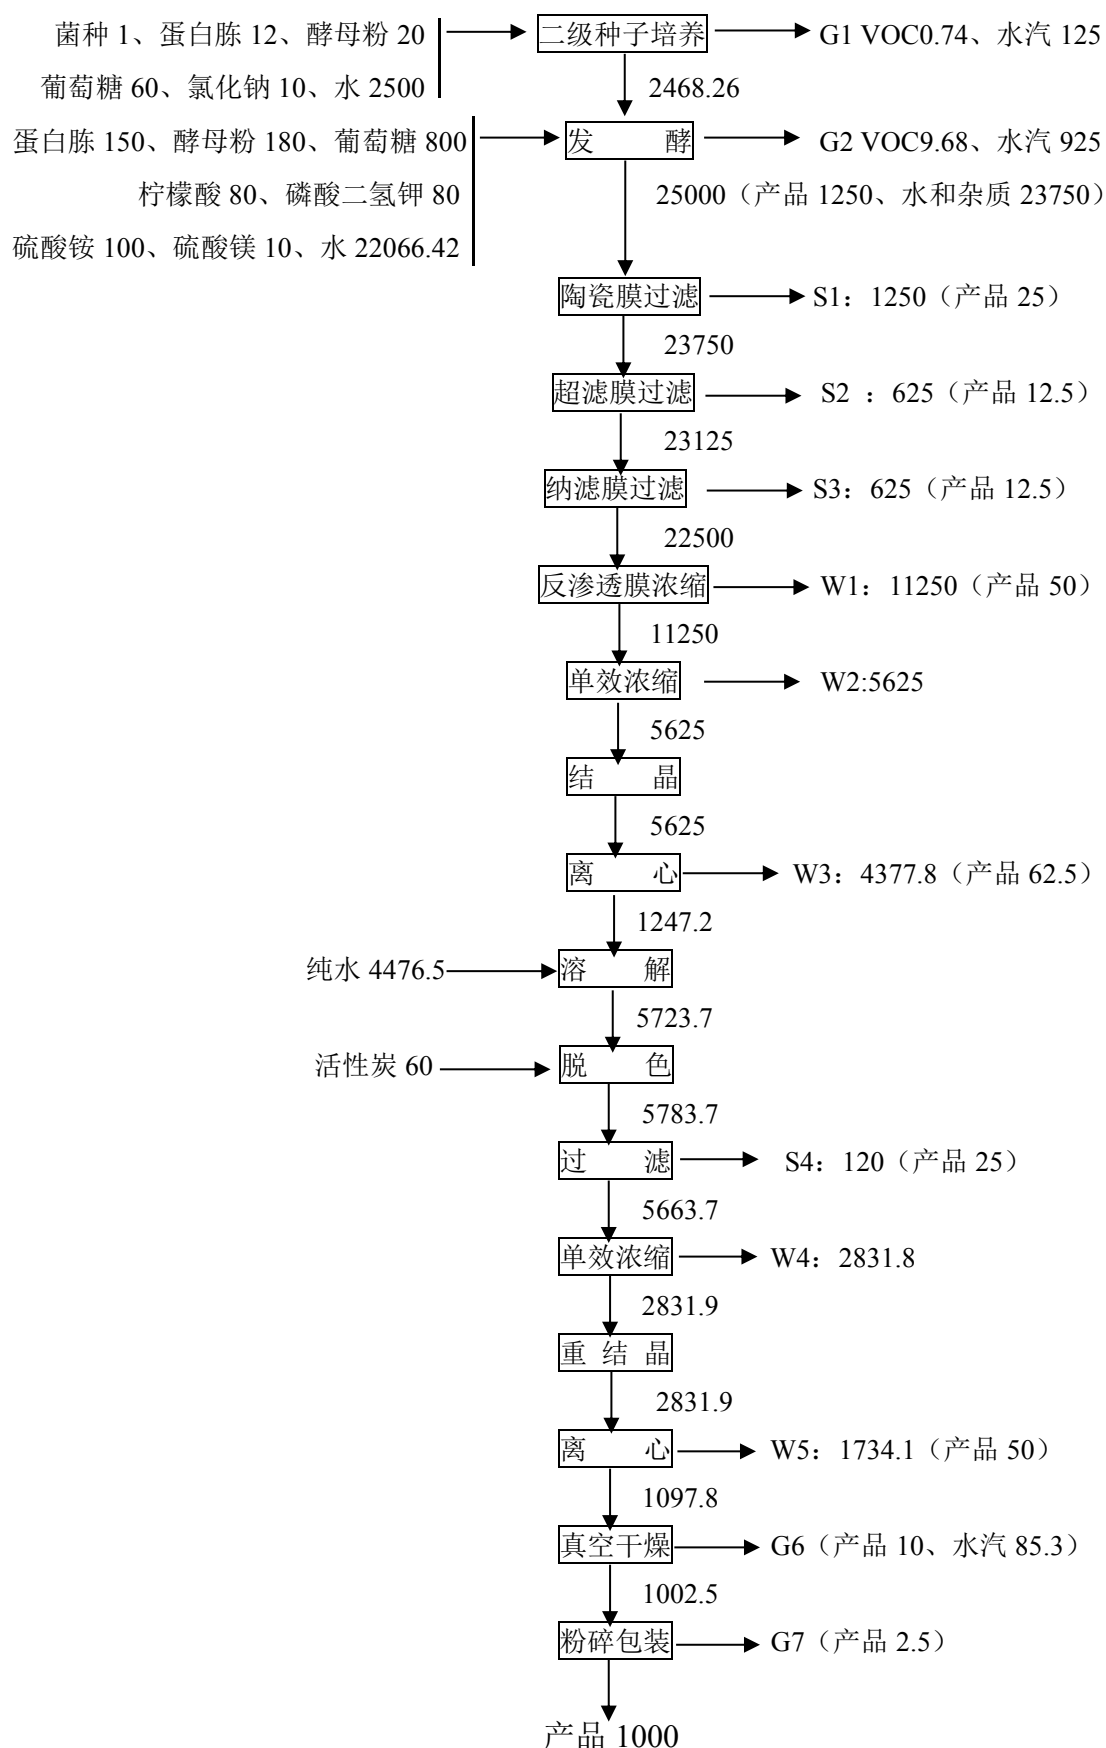 菌种 1、蛋白胨 12、酵母粉 20
葡萄糖 60、氯化钠 10、水 2500
二级种子培养
G1 VOC0.74、水汽 125
2468.26
蛋白胨 150、酵母粉 180、葡萄糖 800
柠檬酸 80、磷酸二氢钾 80
硫酸铵 100、硫酸镁 10、水 22066.42
发 酵
G2 VOC9.68、水汽 925
25000（产品 1250、水和杂质 23750）
陶瓷膜过滤
S1：1250（产品 25）
23750
超滤膜过滤
S2 ：625（产品 12.5）
23125
纳滤膜过滤
S3：625（产品 12.5）
22500
反渗透膜浓缩
W1：11250（产品 50）
11250
单效浓缩
W2:5625
5625
结 晶
5625
离 心
W3：4377.8（产品 62.5）
1247.2
纯水 4476.5
溶 解
5723.7
活性炭 60
脱 色
5783.7
过 滤
S4：120（产品 25）
5663.7
单效浓缩
W4：2831.8
2831.9
重 结 晶
2831.9
离 心
W5：1734.1（产品 50）
1097.8
真空干燥
G6（产品 10、水汽 85.3）
1002.5
粉碎包装
G7（产品 2.5）
产品 1000